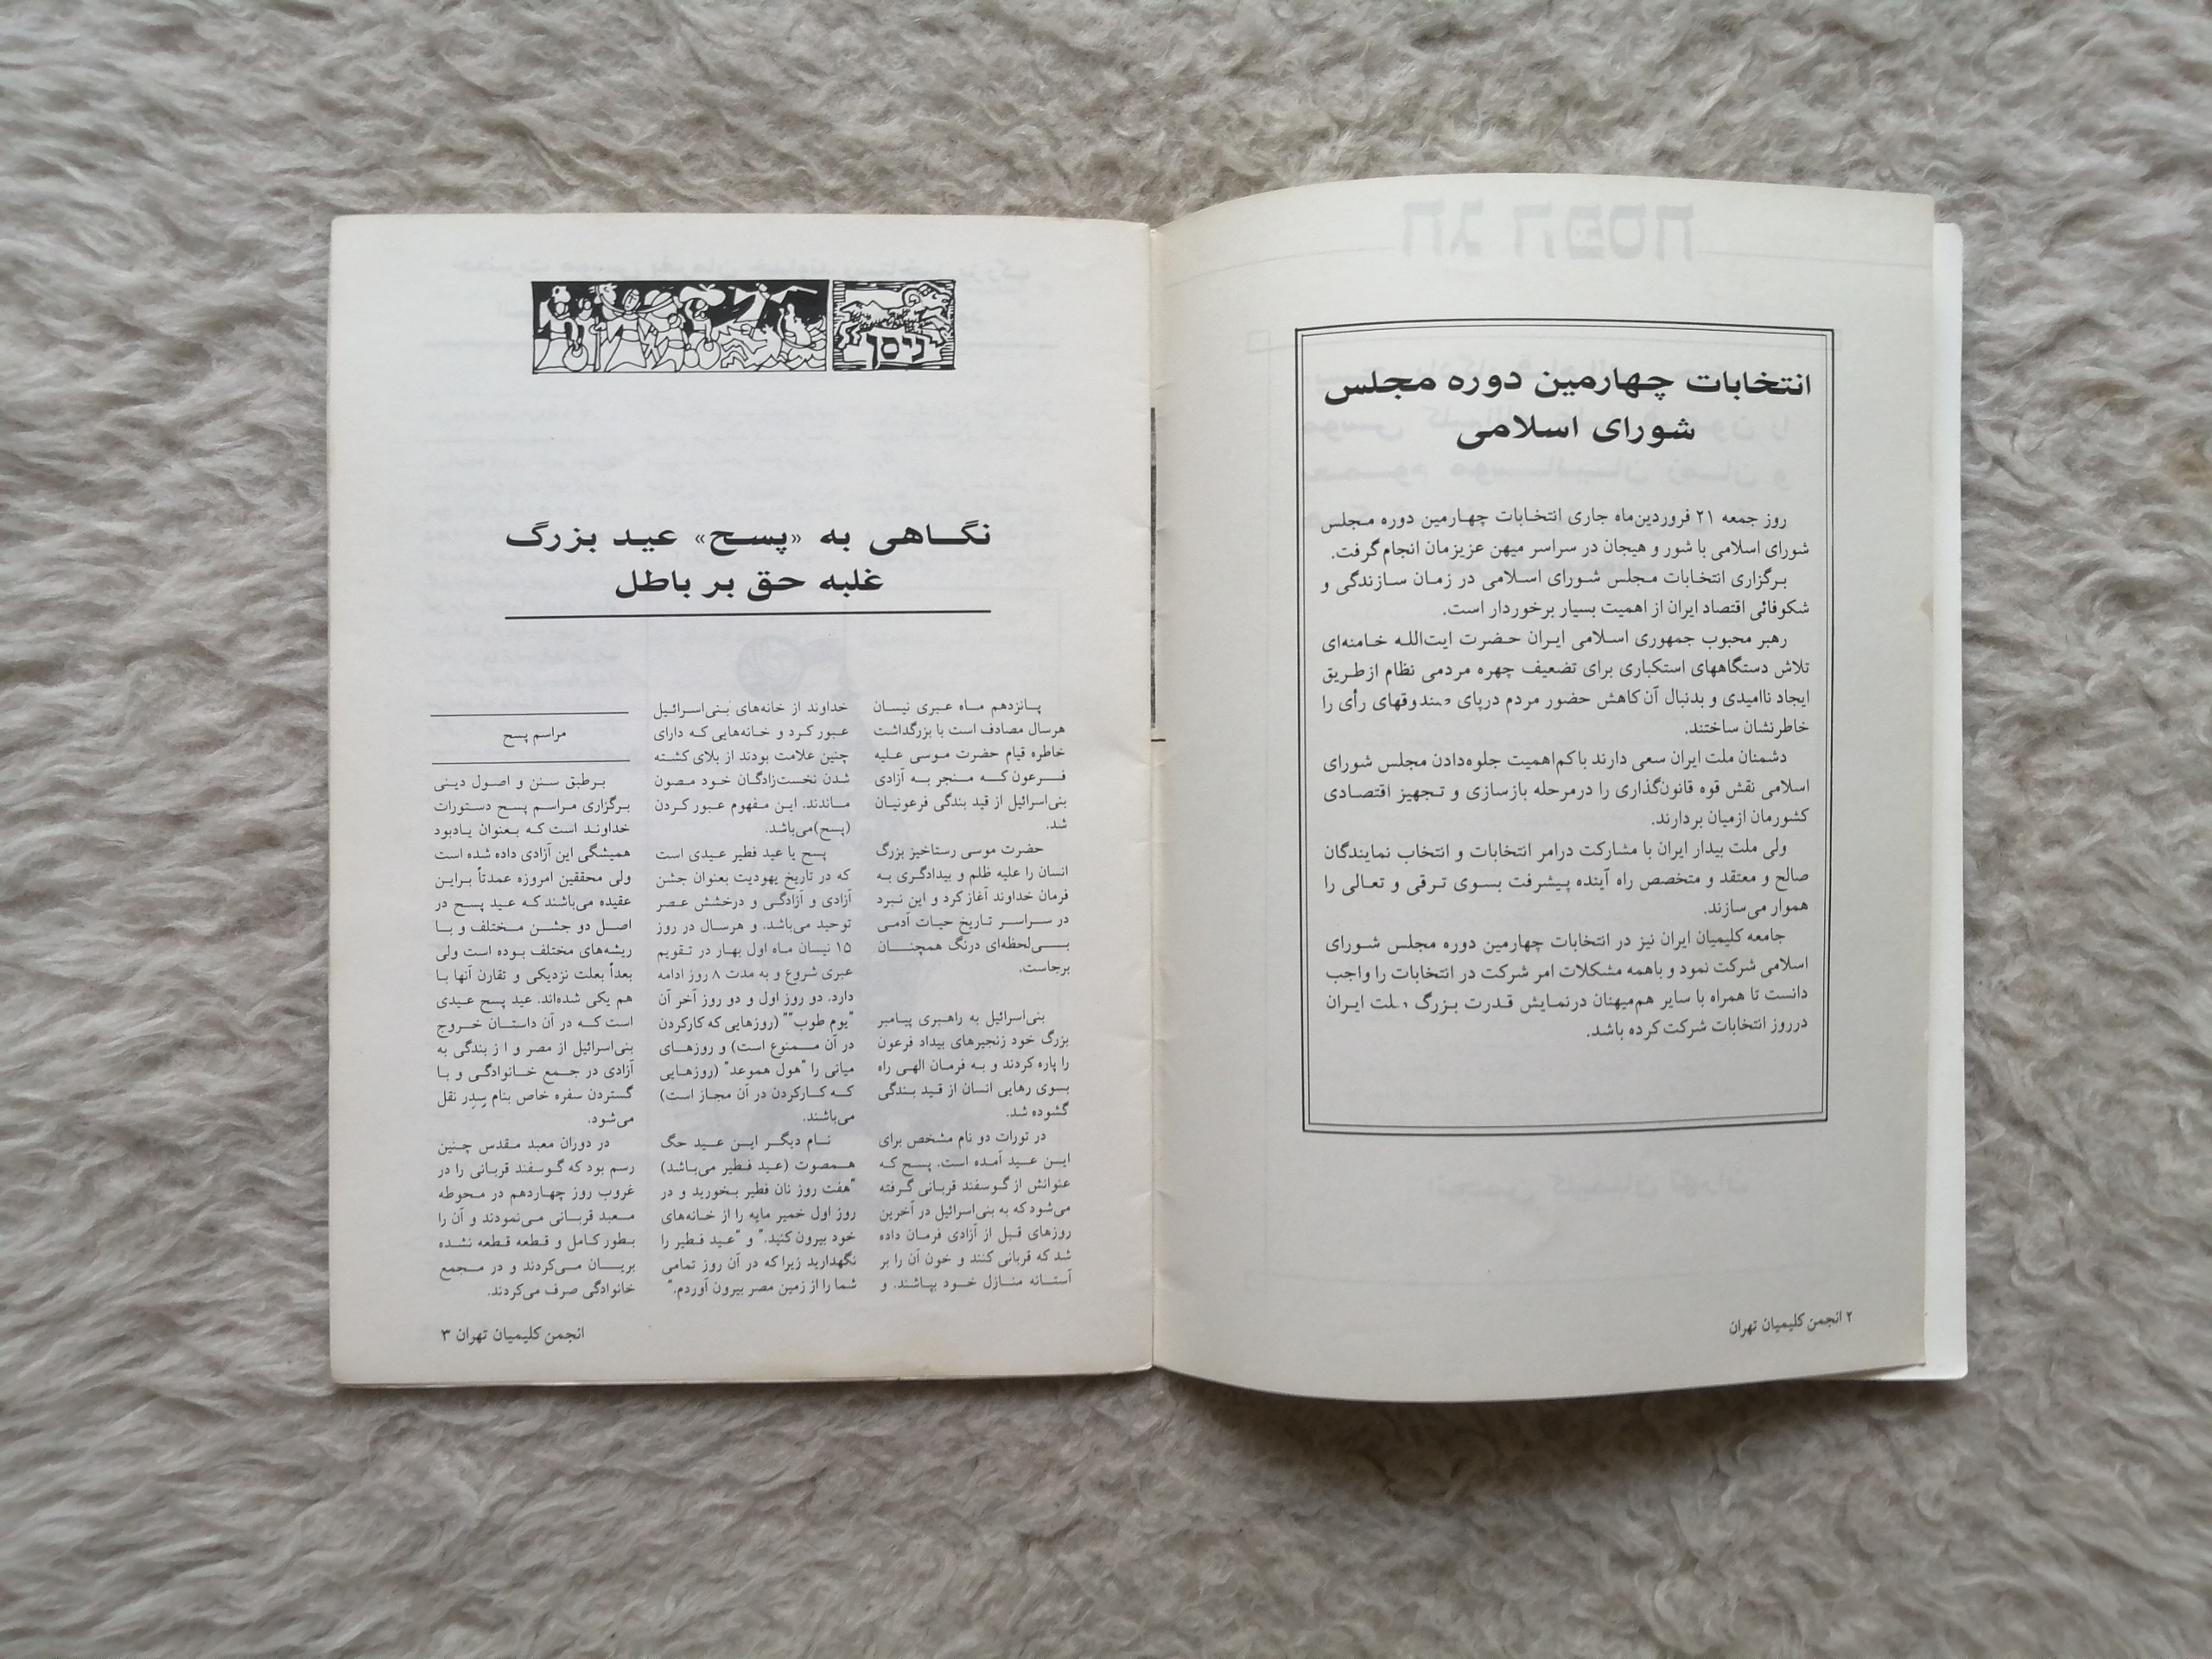 انتخابات چهارمین دوره مجلس
شورای اسلامی
روز جمعه ۲۱ فروردین‌ماه جاری انتخابات چهارمین دوره مجلس
شورای اسلامی با شور و هیجان در سراسر میهن عزیزمان انجام گرفت.
برگزاری انتخابات مجلس شورای اسلامی در زمان سازندگی و
شکوفائی اقتصاد ایران از اهمیت بسیار برخوردار است.
رهبر محبوب جمهوری اسلامی ایران حضرت ایت‌الله خامنه‌ای
تلاش دستگاههای استکباری برای تضعیف چهره مردمی نظام ازطریق
ایجاد ناامیدی و بدنبال آن کاهش حضور مردم درپای صندوقهای رأی را
خاطرنشان ساختند.
دشمنان ملت ایران سعی دارند باکم‌اهمیت جلوه‌دادن مجلس شورای
اسلامی نقش قوه قانون‌گذاری را درمرحله بازسازی و تجهیز اقتصادی
کشورمان ازمیان بردارند.
ولی ملت بیدار ایران با مشارکت درامر انتخابات و انتخاب نمایندگان
صالح و معتقد و متخصص راه آینده پیشرفت بسوی ترقی و تعالی را
هموار می‌سازند.
جامعه کلیمیان ایران نیز در انتخابات چهارمین دوره مجلس شورای
اسلامی شرکت نمود و باهمه مشکلات امر شرکت در انتخابات را واجب
دانست تا همراه با سایر هم‌میهنان درنمایش قدرت بزرگ ملت ایران
درروز انتخابات شرکت کرده باشد.
۲ انجمن کلیمیان تهران
ניסן
نگاهی به «پسح» عید بزرگ
غلبه حق بر باطل
پانزدهم ماه عبری نیسان
هرسال مصادف است با بزرگداشت
خاطره قیام حضرت موسی علیه
فرعون که منجر به آزادی
بنی‌اسرائیل از قید بندگی فرعونیان
شد.
حضرت موسی رستاخیز بزرگ
انسان را علیه ظلم و بیدادگری به
فرمان خداوند آغاز کرد و این نبرد
در سراسر تاریخ حیات آدمی
بی‌لحظه‌ای درنگ همچنان
برجاست.
بنی‌اسرائیل به راهبری پیامبر
بزرگ خود زنجیرهای بیداد فرعون
را پاره کردند و به فرمان الهی راه
بسوی رهایی انسان از قید بندگی
گشوده شد.
در تورات دو نام مشخص برای
این عید آمده است. پسح که
عنوانش از گوسفند قربانی گرفته
می‌شود که به بنی‌اسرائیل در آخرین
روزهای قبل از آزادی فرمان داده
شد که قربانی کنند و خون آن را بر
آستانه منازل خود بپاشند. و
خداوند از خانه‌های بنی‌اسرائیل
عبور کرد و خانه‌هایی که دارای
چنین علامت بودند از بلای کشته
شدن نخست‌زادگان خود مصون
ماندند. این مفهوم عبور کردن
(پسح)می‌باشد.
پسح یا عید فطیر عیدی است
که در تاریخ یهودیت بعنوان جشن
آزادی و آزادگی و درخشش عصر
توحید می‌باشد. و هرسال در روز
۱۵ نیسان ماه اول بهار در تقویم
عبری شروع و به مدت ۸ روز ادامه
دارد. دو روز اول و دو روز آخر آن
"یوم طوب"" (روزهایی که کارکردن
در آن ممنوع است) و روزهای
میانی را "هول هموعد" (روزهایی
که کارکردن در آن مجاز است)
می‌باشند.
نام دیگر این عید حگ
همصوت (عید فطیر می‌باشد)
"هفت روز نان فطیر بخورید و در
روز اول خمیر مایه را از خانه‌های
خود بیرون کنید." و "عید فطیر را
نگهدارید زیرا که در آن روز تمامی
شما را از زمین مصر بیرون آوردم."
مراسم پسح
برطبق سنن و اصول دینی
برگزاری مراسم پسح دستورات
خداوند است که بعنوان یادبود
همیشگی این آزادی داده شده است
ولی محققین امروزه عمدتاً براین
عقیده می‌باشند که عید پسح در
اصل دو جشن مختلف و با
ریشه‌های مختلف بوده است ولی
بعداً بعلت نزدیکی و تقارن آنها با
هم یکی شده‌اند. عید پسح عیدی
است که در آن داستان خروج
بنی‌اسرائیل از مصر و ا ز بندگی به
آزادی در جمع خانوادگی و با
گستردن سفره خاص بنام سِدِر نقل
می‌شود.
در دوران معبد مقدس چنین
رسم بود که گوسفند قربانی را در
غروب روز چهاردهم در محوطه
معبد قربانی می‌نمودند و آن را
بطور کامل و قطعه قطعه نشده
بریان می‌کردند و در مجمع
خانوادگی صرف می‌کردند.
انجمن کلیمیان تهران ۳